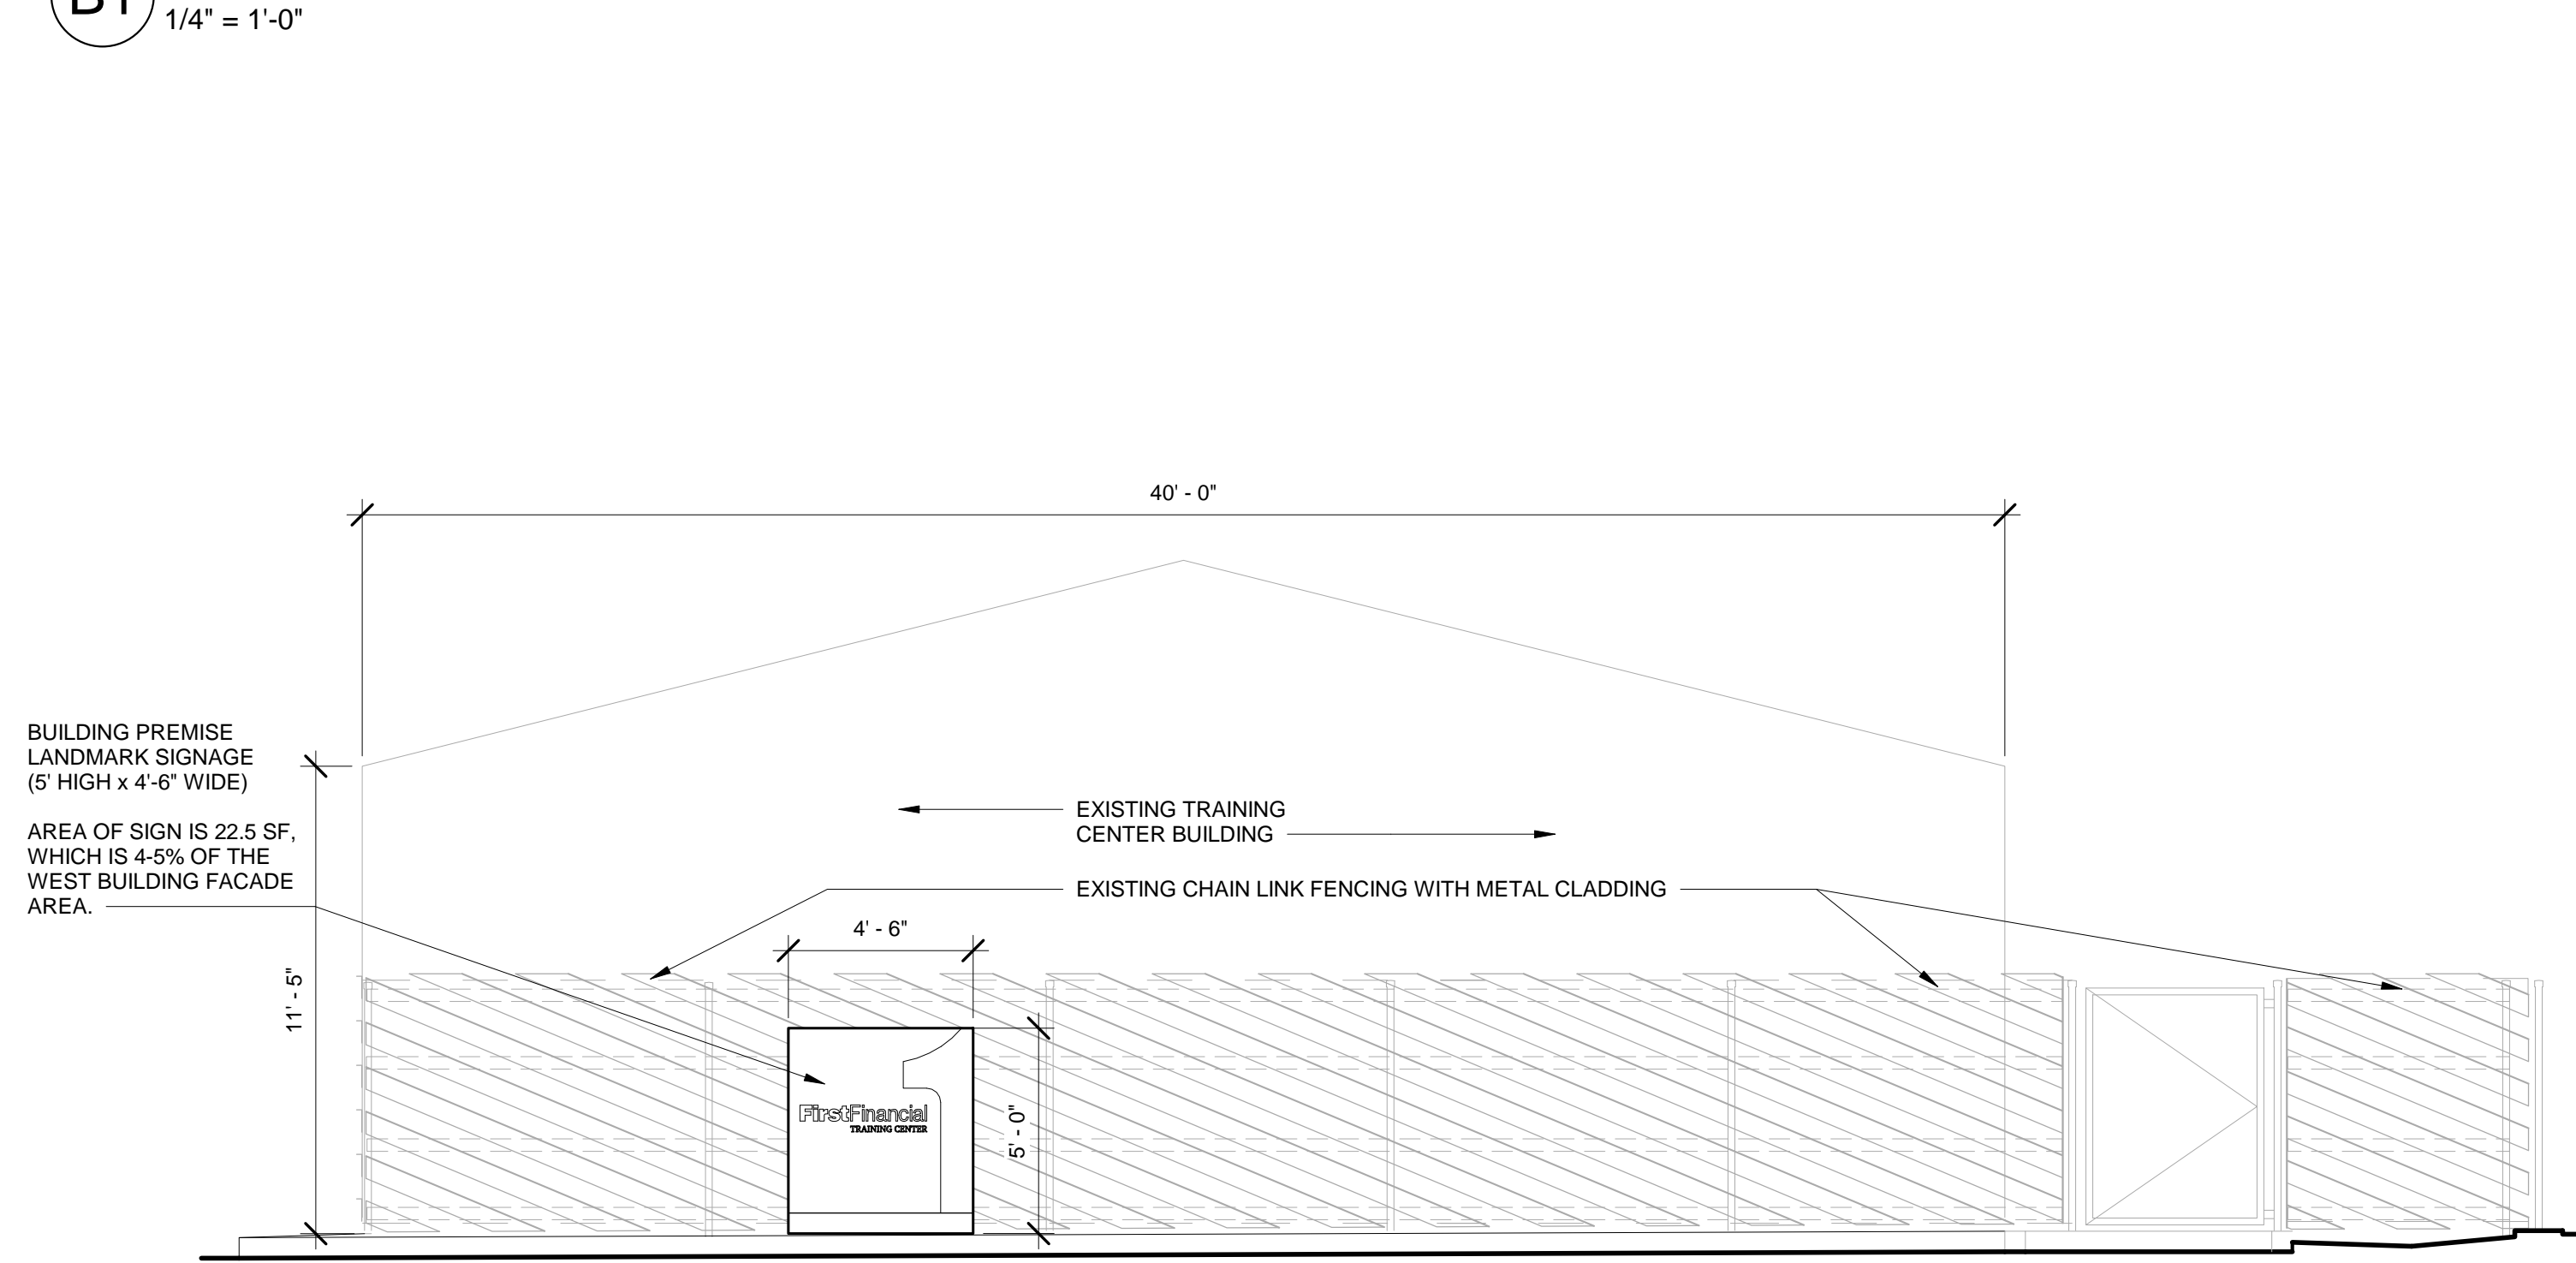 B1
1/4" = 1'-0"
40' - 0"
BUILDING PREMISE
LANDMARK SIGNAGE
(5' HIGH x 4'-6" WIDE)
AREA OF SIGN IS 22.5 SF,
WHICH IS 4-5% OF THE
WEST BUILDING FACADE
AREA.
EXISTING TRAINING
CENTER BUILDING
EXISTING CHAIN LINK FENCING WITH METAL CLADDING
4' - 6"
11' - 5"
5' - 0"
FirstFinancial
TRAINING CENTER